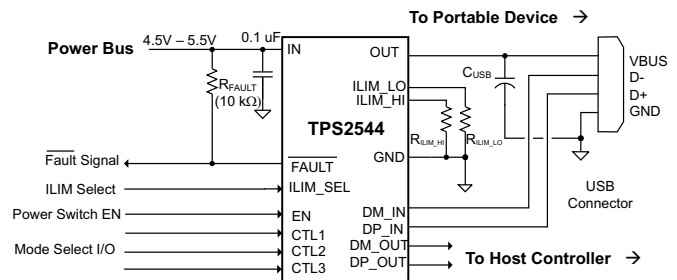 To Portable Device →
Power Bus
4.5V – 5.5V
0.1 uF
IN
OUT
VBUS
D-
D+
GND
RFAULT
(10 kΩ)
CUSB
ILIM_LO
ILIM_HI
TPS2544
RILIM_HI
RILIM_LO
Fault Signal
FAULT
GND
ILIM Select
ILIM_SEL
USB
Connector
Power Switch EN
EN
DM_IN
DP_IN
CTL1
Mode Select I/O
CTL2
CTL3
DM_OUT
DP_OUT
To Host Controller →